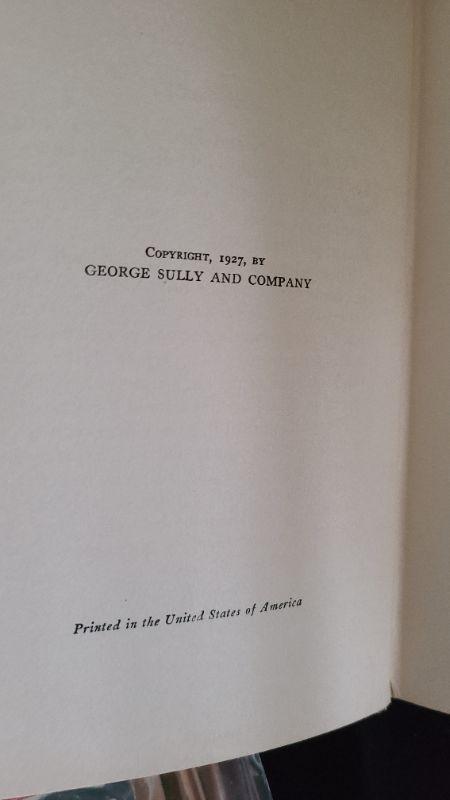 Copyright, 1927, by
GEORGE SULLY AND COMPANY
Printed in the United States of America